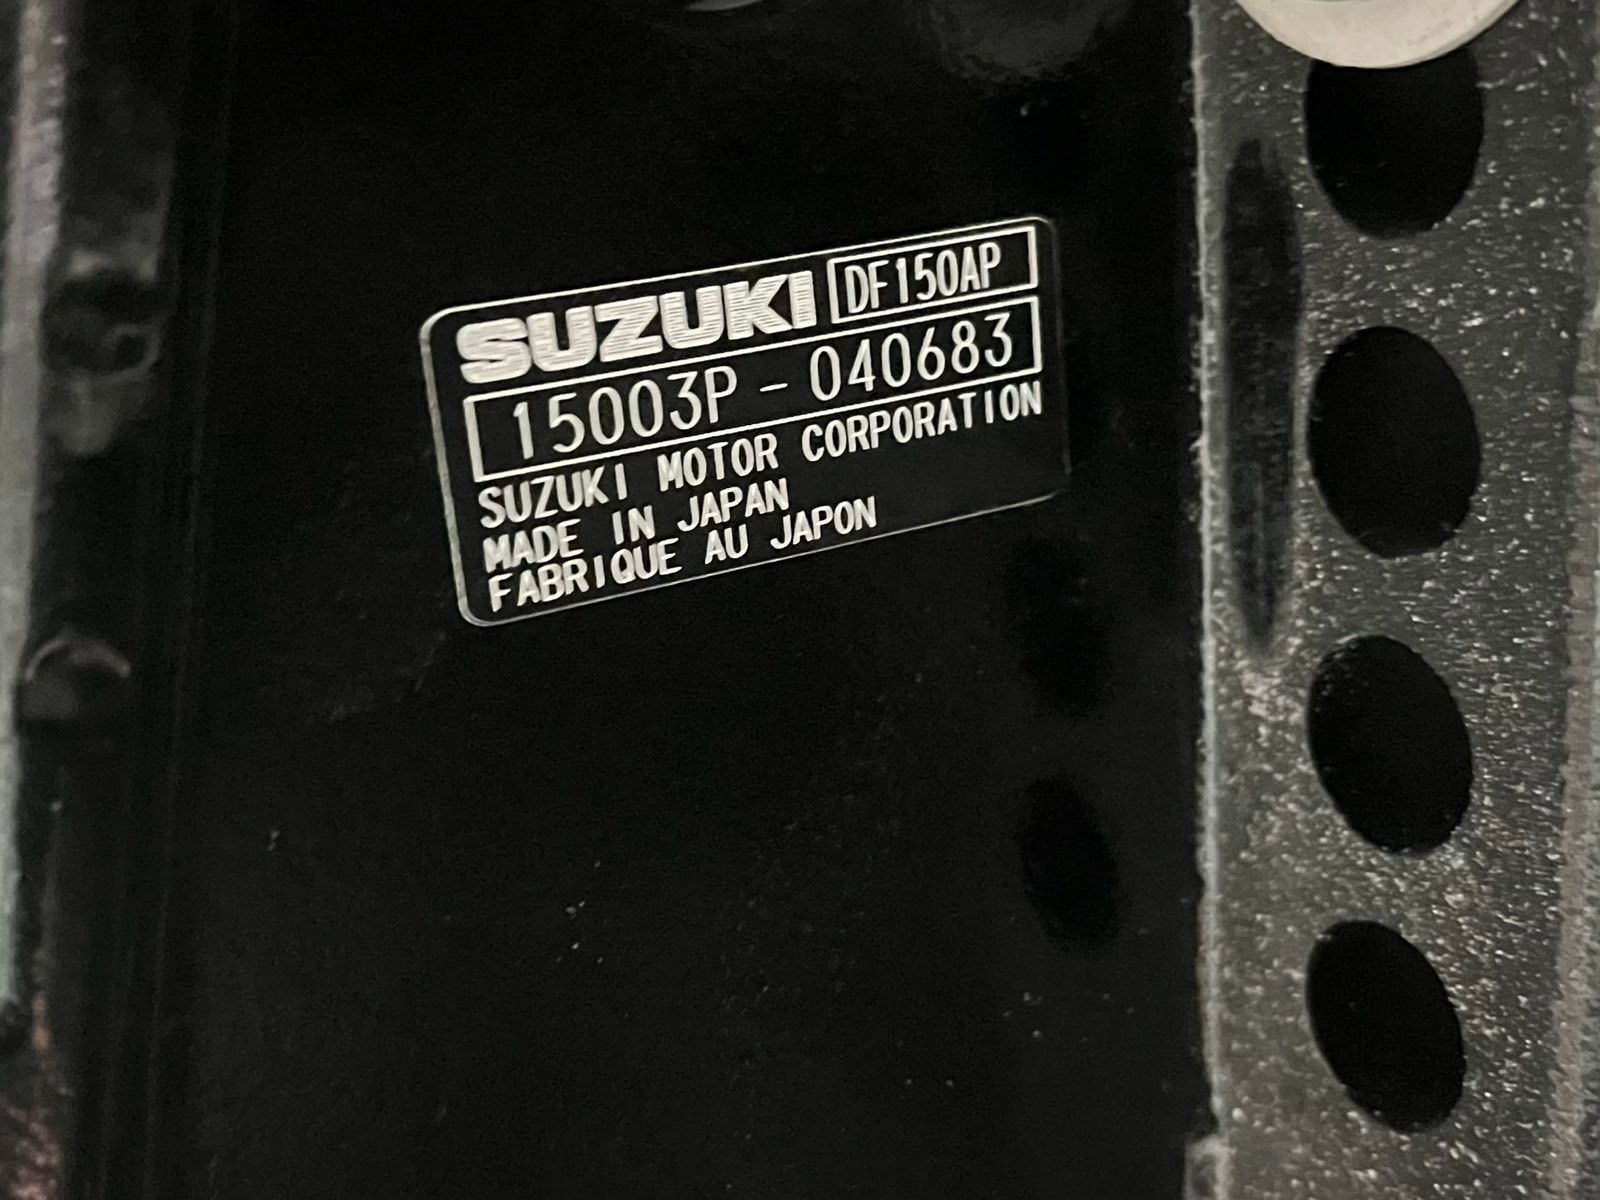 SUZUKI DF150AP
15003P - 040683
SUZUKI MOTOR CORPORATION
MADE IN JAPAN
FABRIQUE AU JAPON